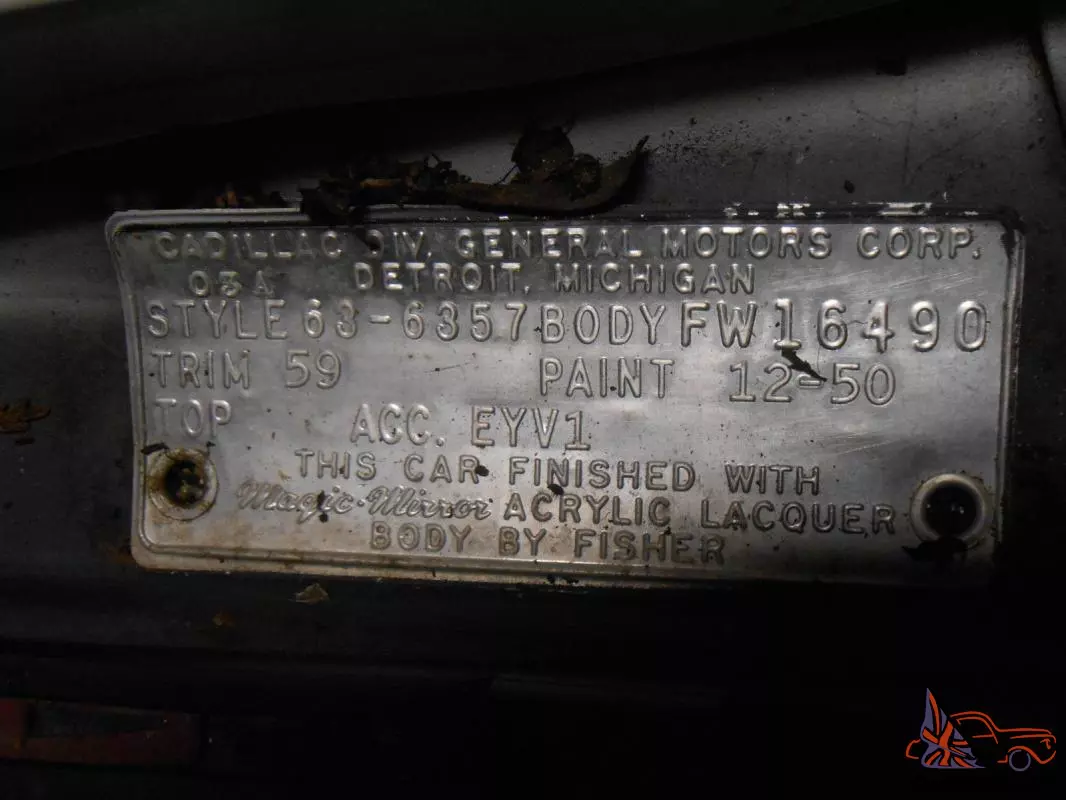 CADILLAC DIV. GENERAL MOTORS CORP.
03A DETROIT, MICHIGAN
STYLE 63-6357 BODY FW16490
TRIM 59 PAINT 12-50
TOP ACC. EYV1
THIS CAR FINISHED WITH
Magic-Mirror ACRYLIC LACQUER
BODY BY FISHER